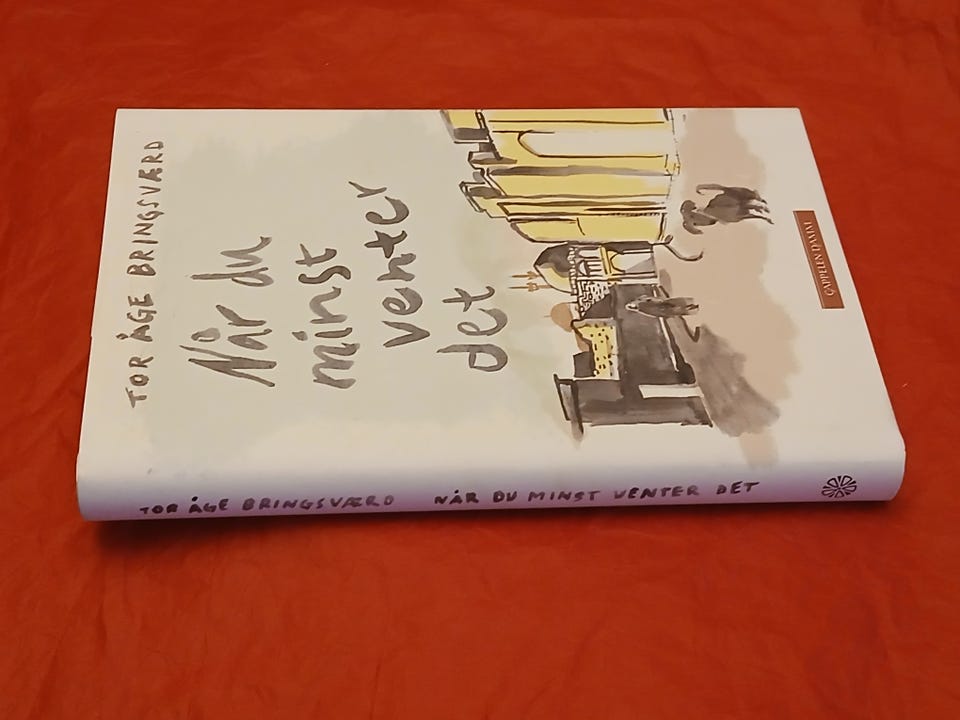 TOR ÅGE BRINGSVÆRD
Når du
minst
venter
det
CAPPELEN DAMM
TOR ÅGE BRINGSVÆRD NÅR DU MINST VENTER DET